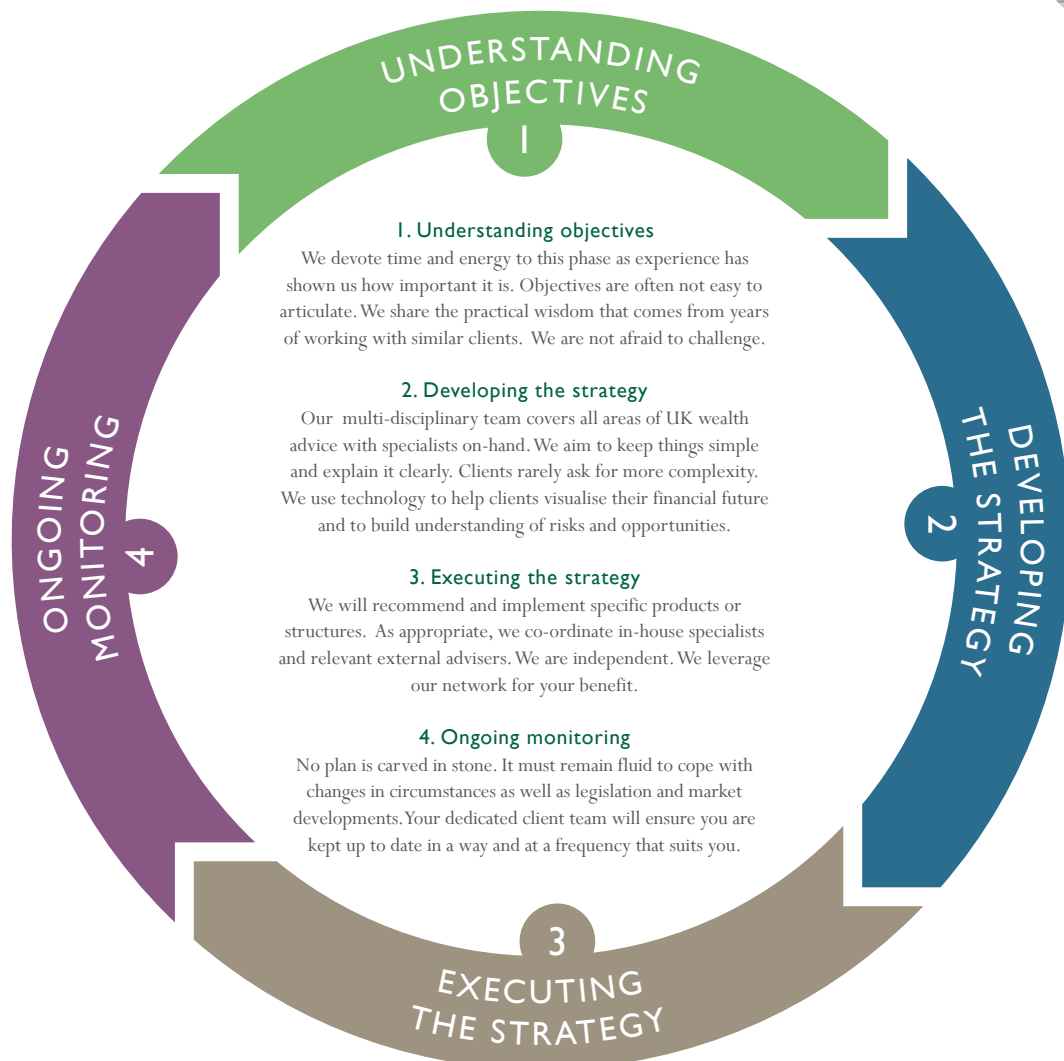 UNDERSTANDING
OBJECTIVES
1
1. Understanding objectives
We devote time and energy to this phase as experience has
shown us how important it is. Objectives are often not easy to
articulate. We share the practical wisdom that comes from years
of working with similar clients. We are not afraid to challenge.
2. Developing the strategy
Our multi-disciplinary team covers all areas of UK wealth
advice with specialists on-hand. We aim to keep things simple
and explain it clearly. Clients rarely ask for more complexity.
We use technology to help clients visualise their financial future
and to build understanding of risks and opportunities.
3. Executing the strategy
We will recommend and implement specific products or
structures. As appropriate, we co-ordinate in-house specialists
and relevant external advisers. We are independent. We leverage
our network for your benefit.
4. Ongoing monitoring
No plan is carved in stone. It must remain fluid to cope with
changes in circumstances as well as legislation and market
developments. Your dedicated client team will ensure you are
kept up to date in a way and at a frequency that suits you.
DEVELOPING
THE STRATEGY
2
3
EXECUTING
THE STRATEGY
ONGOING
MONITORING
4